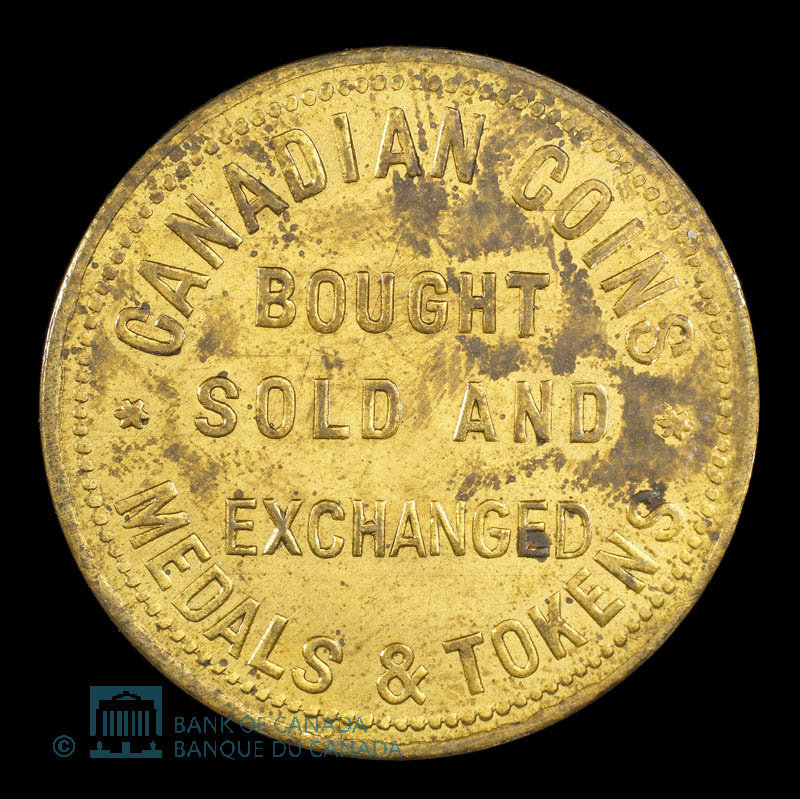 CANADIAN COINS
BOUGHT
SOLD AND
EXCHANGED
MEDALS & TOKENS
BANK OF CANADA
© BANQUE DU CANADA